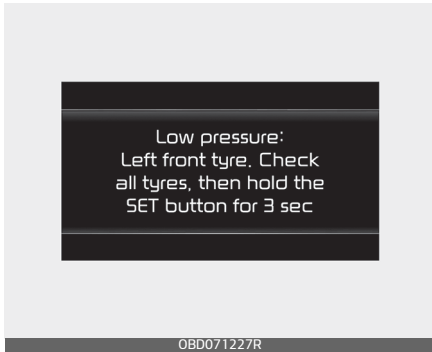 Low pressure:
Left front tyre. Check
all tyres, then hold the
SET button for 3 sec
OBD071227R